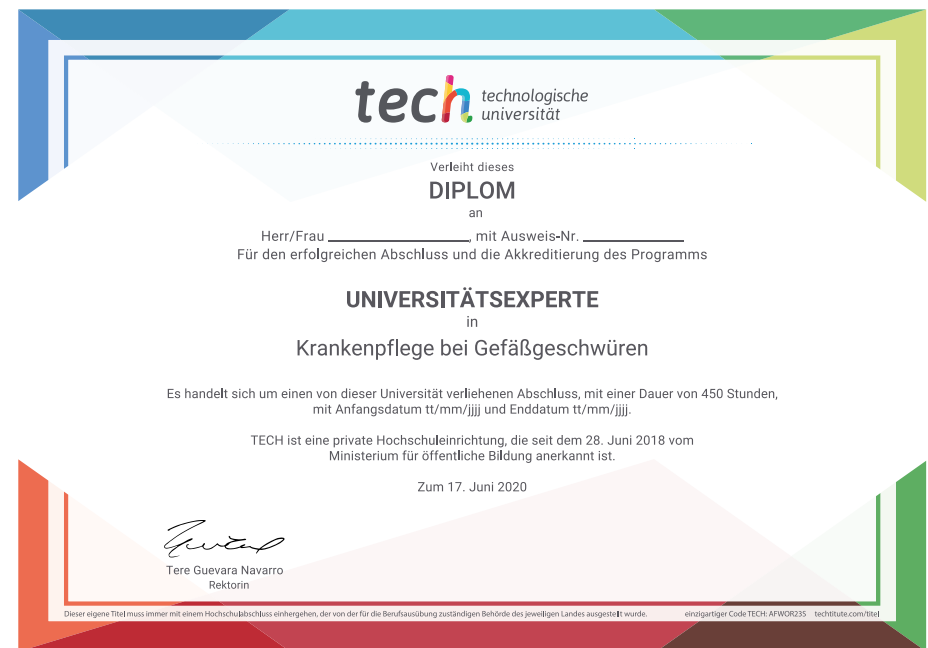 tech technologische
universität
Verleiht dieses
DIPLOM
an
Herr/Frau ____________________, mit Ausweis-Nr. ______________
Für den erfolgreichen Abschluss und die Akkreditierung des Programms
UNIVERSITÄTSEXPERTE
in
Krankenpflege bei Gefäßgeschwüren
Es handelt sich um einen von dieser Universität verliehenen Abschluss, mit einer Dauer von 450 Stunden,
mit Anfangsdatum tt/mm/jjjj und Enddatum tt/mm/jjjj.
TECH ist eine private Hochschuleinrichtung, die seit dem 28. Juni 2018 vom
Ministerium für öffentliche Bildung anerkannt ist.
Zum 17. Juni 2020
Tere Guevara Navarro
Rektorin
Dieser eigene Titel muss immer mit einem Hochschulabschluss einhergehen, der von der für die Berufsausübung zuständigen Behörde des jeweiligen Landes ausgestellt wurde. einzigartiger Code TECH: AFWOR23S techtitute.com/titel